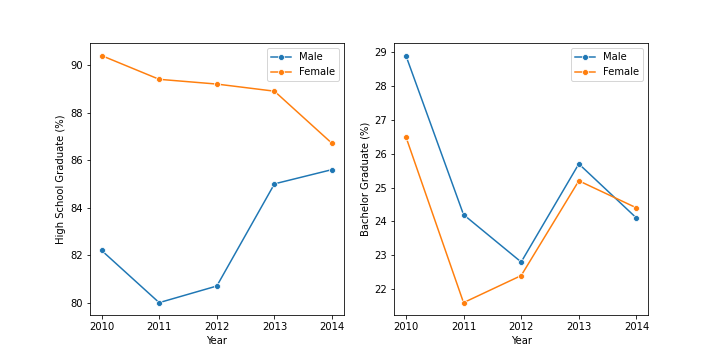 High School Graduate (%)
90
88
86
84
82
80
2010 2011 2012 2013 2014
Year
Male
Female
Bachelor Graduate (%)
29
28
27
26
25
24
23
22
2010 2011 2012 2013 2014
Year
Male
Female